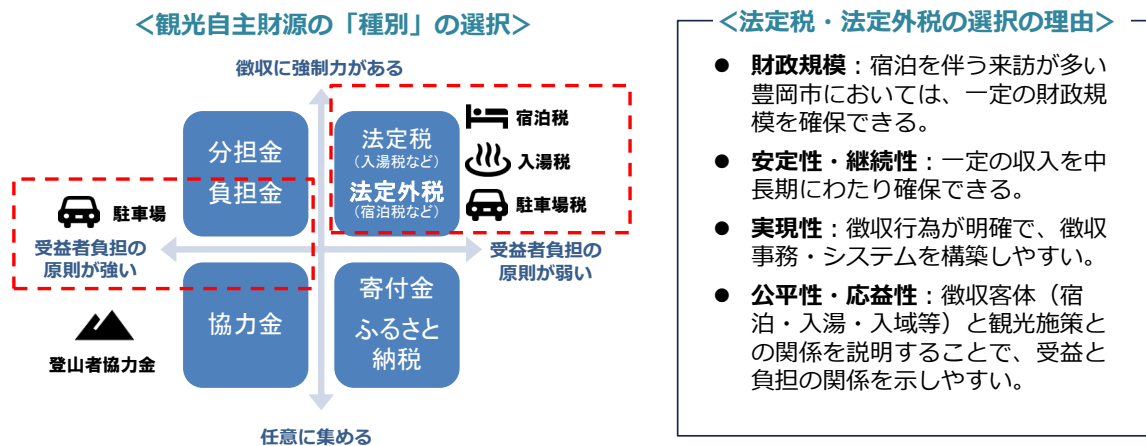 ＜観光自主財源の「種別」の選択＞
徴収に強制力がある
分担金
負担金
法定税
（入湯税など）
法定外税
（宿泊税など）
宿泊税
入湯税
駐車場税
駐車場
受益者負担の
原則が強い
受益者負担の
原則が弱い
協力金
登山者協力金
寄付金
ふるさと
納税
任意に集める
＜法定税・法定外税の選択の理由＞
● 財政規模：宿泊を伴う来訪が多い
豊岡市においては、一定の財政規
模を確保できる。
● 安定性・継続性：一定の収入を中
長期にわたり確保できる。
● 実現性：徴収行為が明確で、徴収
事務・システムを構築しやすい。
● 公平性・応益性：徴収客体（宿
泊・入湯・入域等）と観光施策と
の関係を説明することで、受益と
負担の関係を示しやすい。